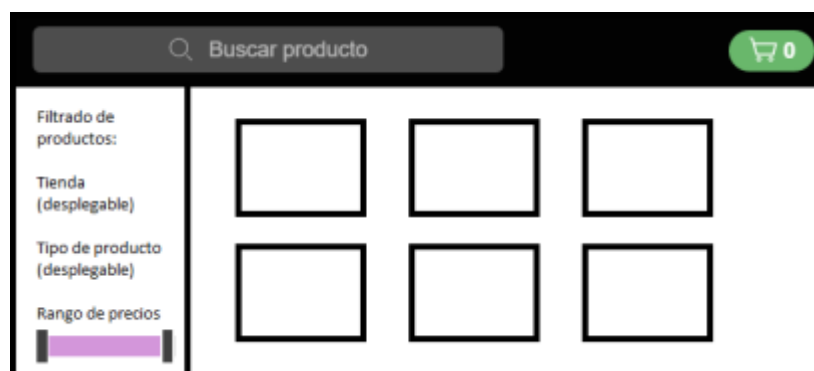 Buscar producto
0
Filtrado de
productos:
Tienda
(desplegable)
Tipo de producto
(desplegable)
Rango de precios